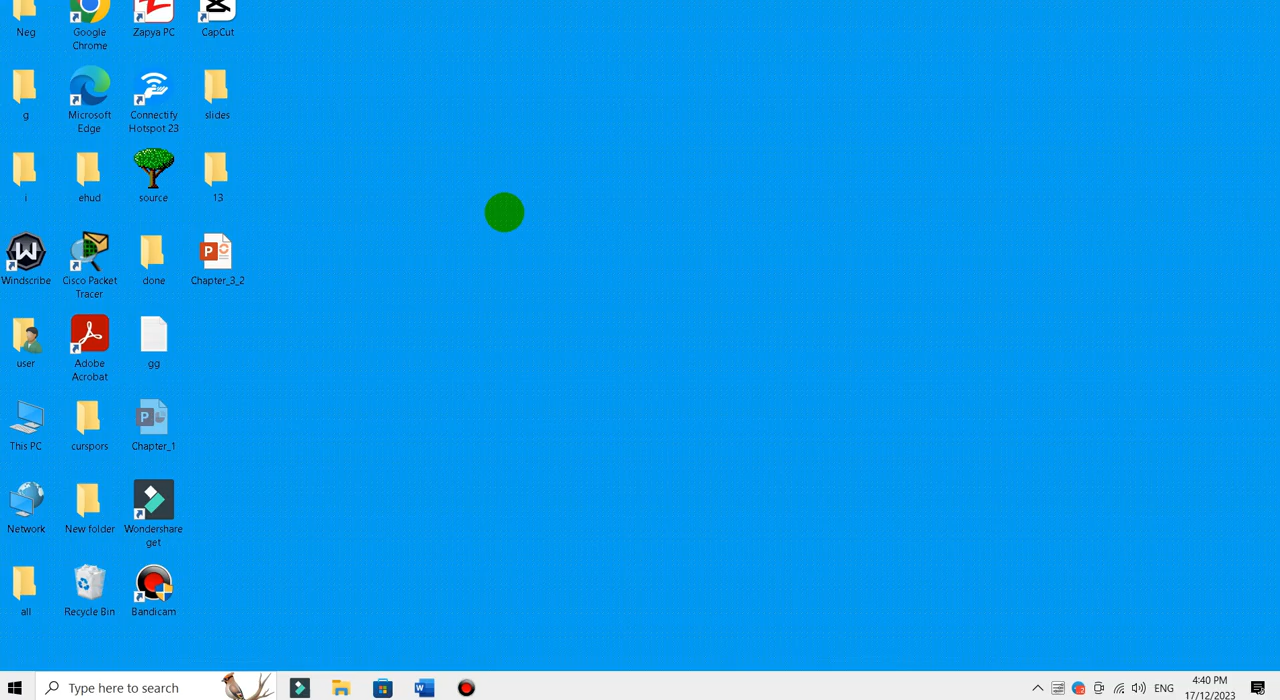 Neg
Google
Chrome
Zapya PC
CapCut
g
Microsoft
Edge
Connectify
Hotspot 23
slides
i
ehud
source
13
Windscribe
Cisco Packet
Tracer
done
Chapter_3_2
user
Adobe
Acrobat
gg
This PC
curspors
Chapter_1
Network
New folder
Wondershare
get
all
Recycle Bin
Bandicam
Type here to search
ENG
4:40 PM
17/12/2023